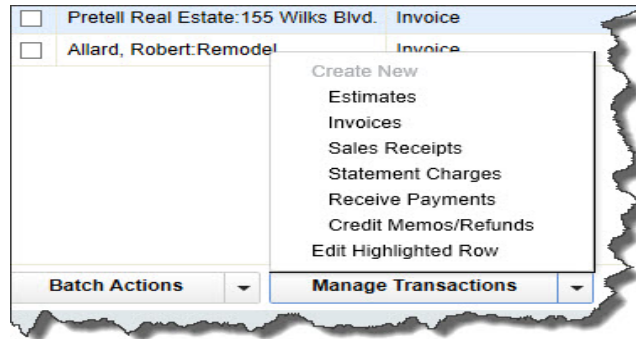 Pretell Real Estate:155 Wilks Blvd. Invoice
Allard, Robert:Remodel Invoice
Create New
Estimates
Invoices
Sales Receipts
Statement Charges
Receive Payments
Credit Memos/Refunds
Edit Highlighted Row
Batch Actions Manage Transactions